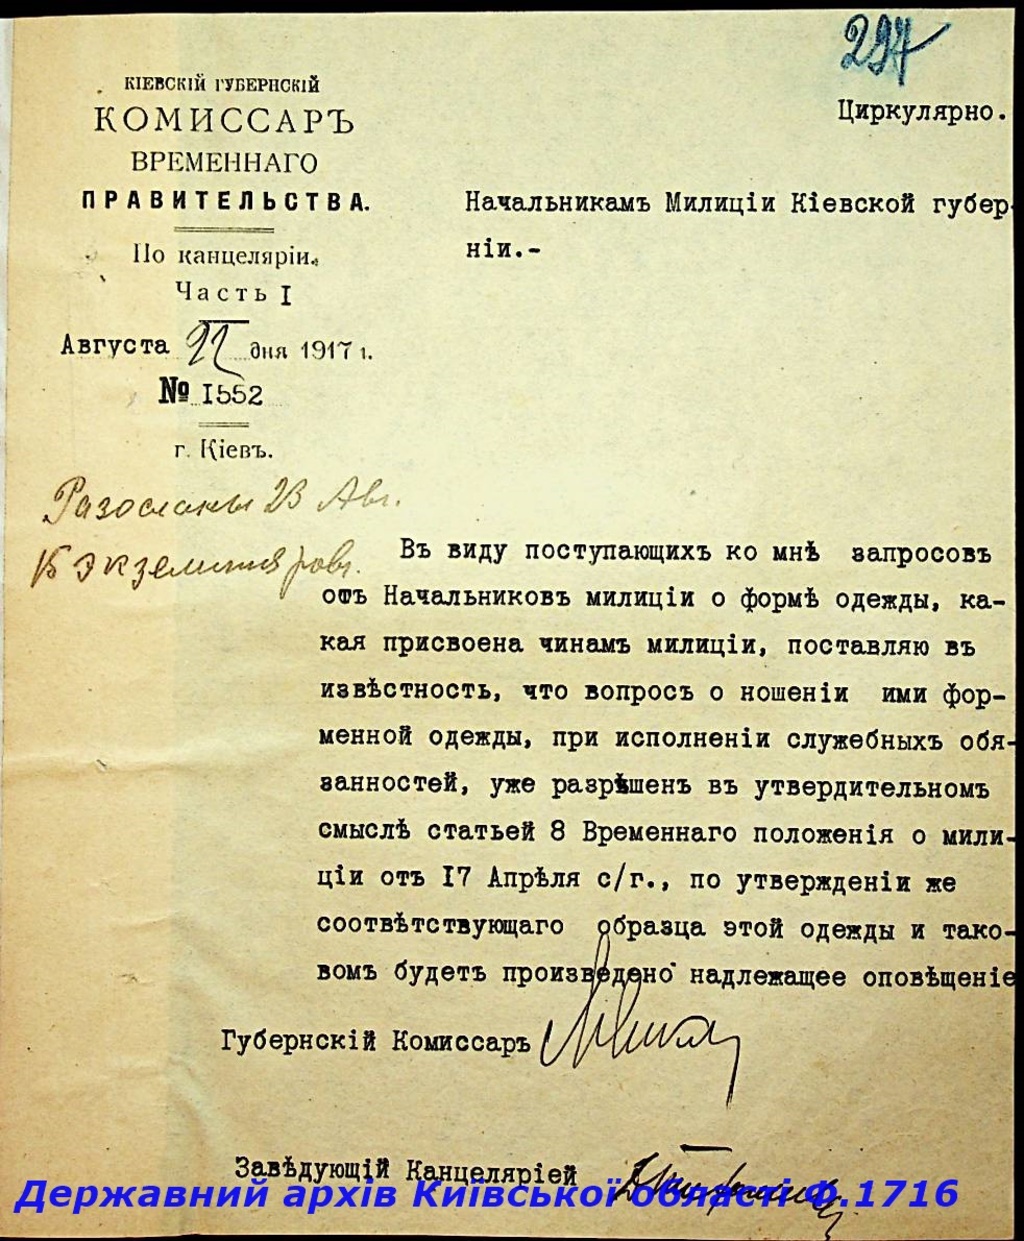 297
КІЕВСКІЙ ГУБЕРНСКІЙ
КОМИССАРЪ
ВРЕМЕННАГО
ПРАВИТЕЛЬСТВА.
По канцеляріи.
Часть I
Августа 22 дня 1917 г.
№ 1552
г. Кіевъ.
Циркулярно.
Начальникамъ Милиціи Кіевской губер-
ніи.-
Разосланы 23 Авг.
экземпляровъ.
Въ виду поступающихъ ко мнѣ запросовъ
отъ Начальниковъ милиціи о формѣ одежды, ка-
кая присвоена чинамъ милиціи, поставляю въ
извѣстность, что вопросъ о ношеніи ими фор-
менной одежды, при исполненіи служебныхъ обя-
занностей, уже разрѣшенъ въ утвердительномъ
смыслѣ статьей 8 Временнаго положенія о мили-
ціи отъ 17 Апрѣля с/г., по утвержденіи же
соотвѣтствующаго образца этой одежды и тако-
вомъ будетъ произведено надлежащее оповѣщеніе
Губернскій Комиссаръ
Завѣдующій Канцеляріей
Державний архів Київської області Ф.1716